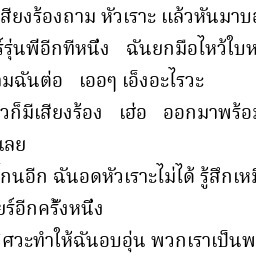 สียงร้องถาม หัวเราะ แล้วหันมาบอ
ร์รุ่นพี่อีกทีหนึ่ง ฉันยกมือไหว้ใบห
มฉันต่อ เออๆ เอ็งอะไรวะ
วก็มีเสียงร้อง เฮ่อ ออกมาพร้อม
นเลย
กนอีก ฉันอดหัวเราะไม่ได้ รู้สึกเหมื
ยร์อีกครั้งหนึ่ง
ศวะทำให้ฉันอบอุ่น พวกเราเป็นพ